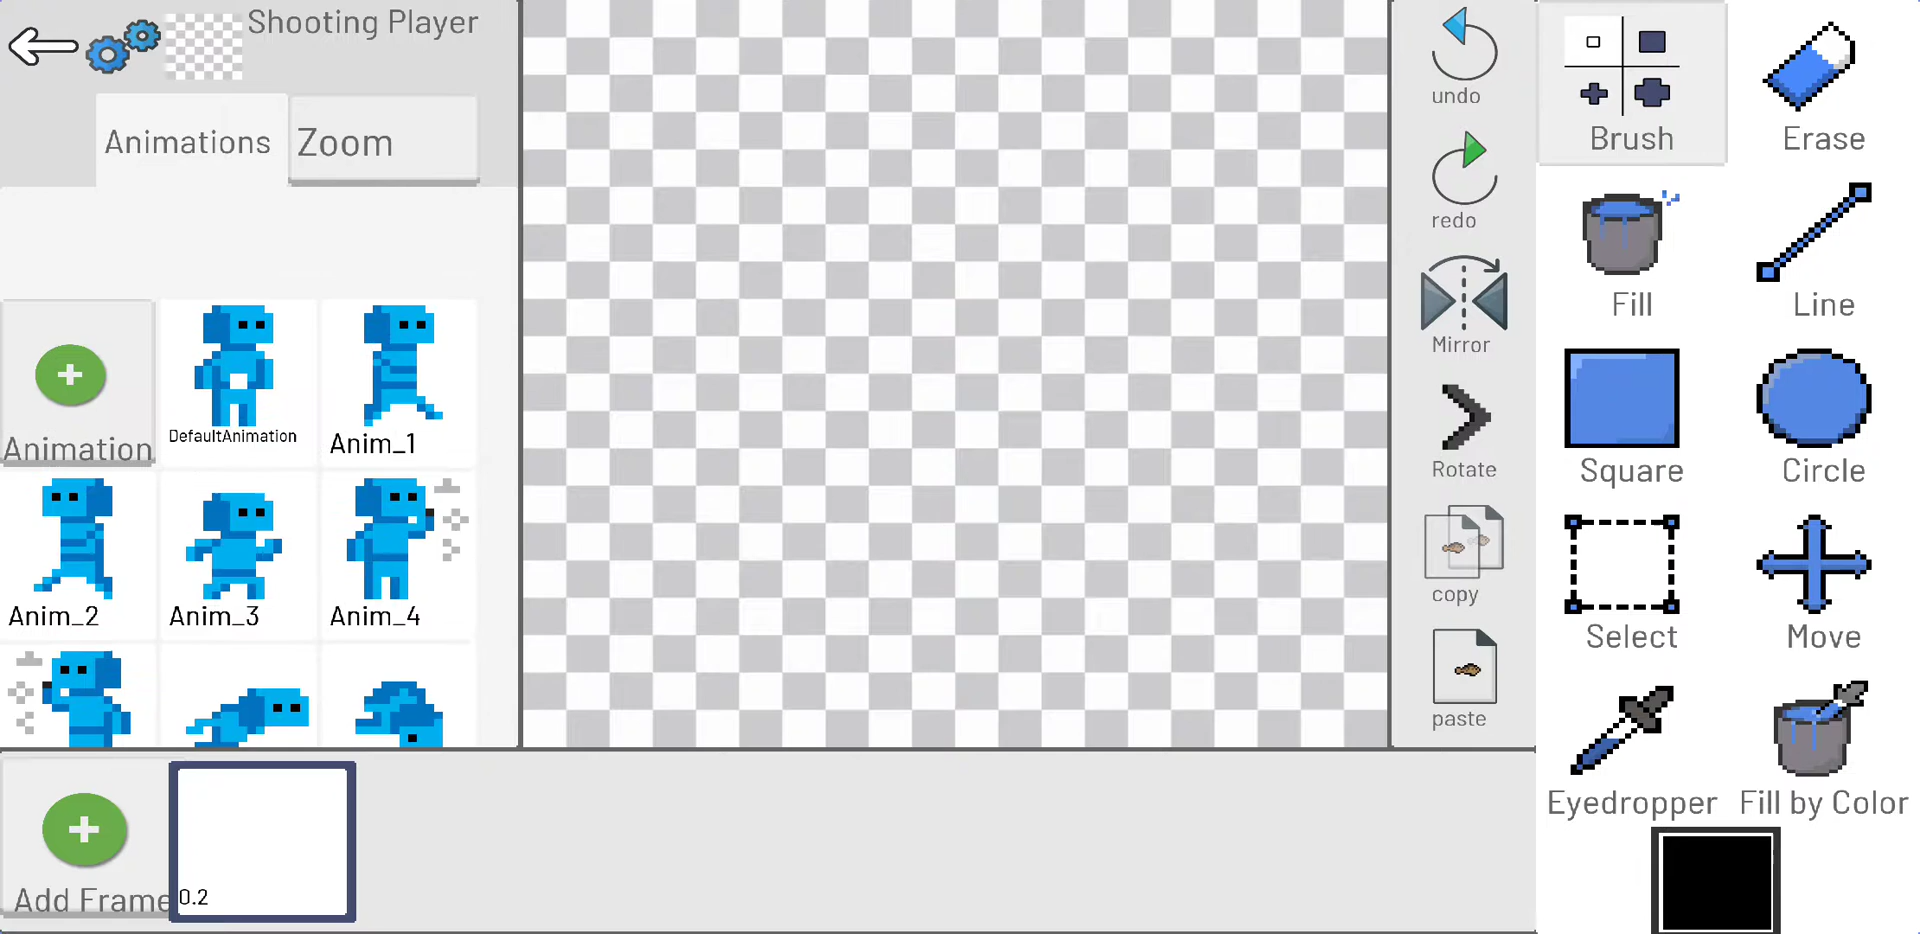 Shooting Player
Animations
Zoom
Animation
DefaultAnimation
Anim_1
Anim_2
Anim_3
Anim_4
Add Frame
0.2
undo
redo
Mirror
Rotate
copy
paste
Brush
Erase
Fill
Line
Square
Circle
Select
Move
Eyedropper
Fill by Color